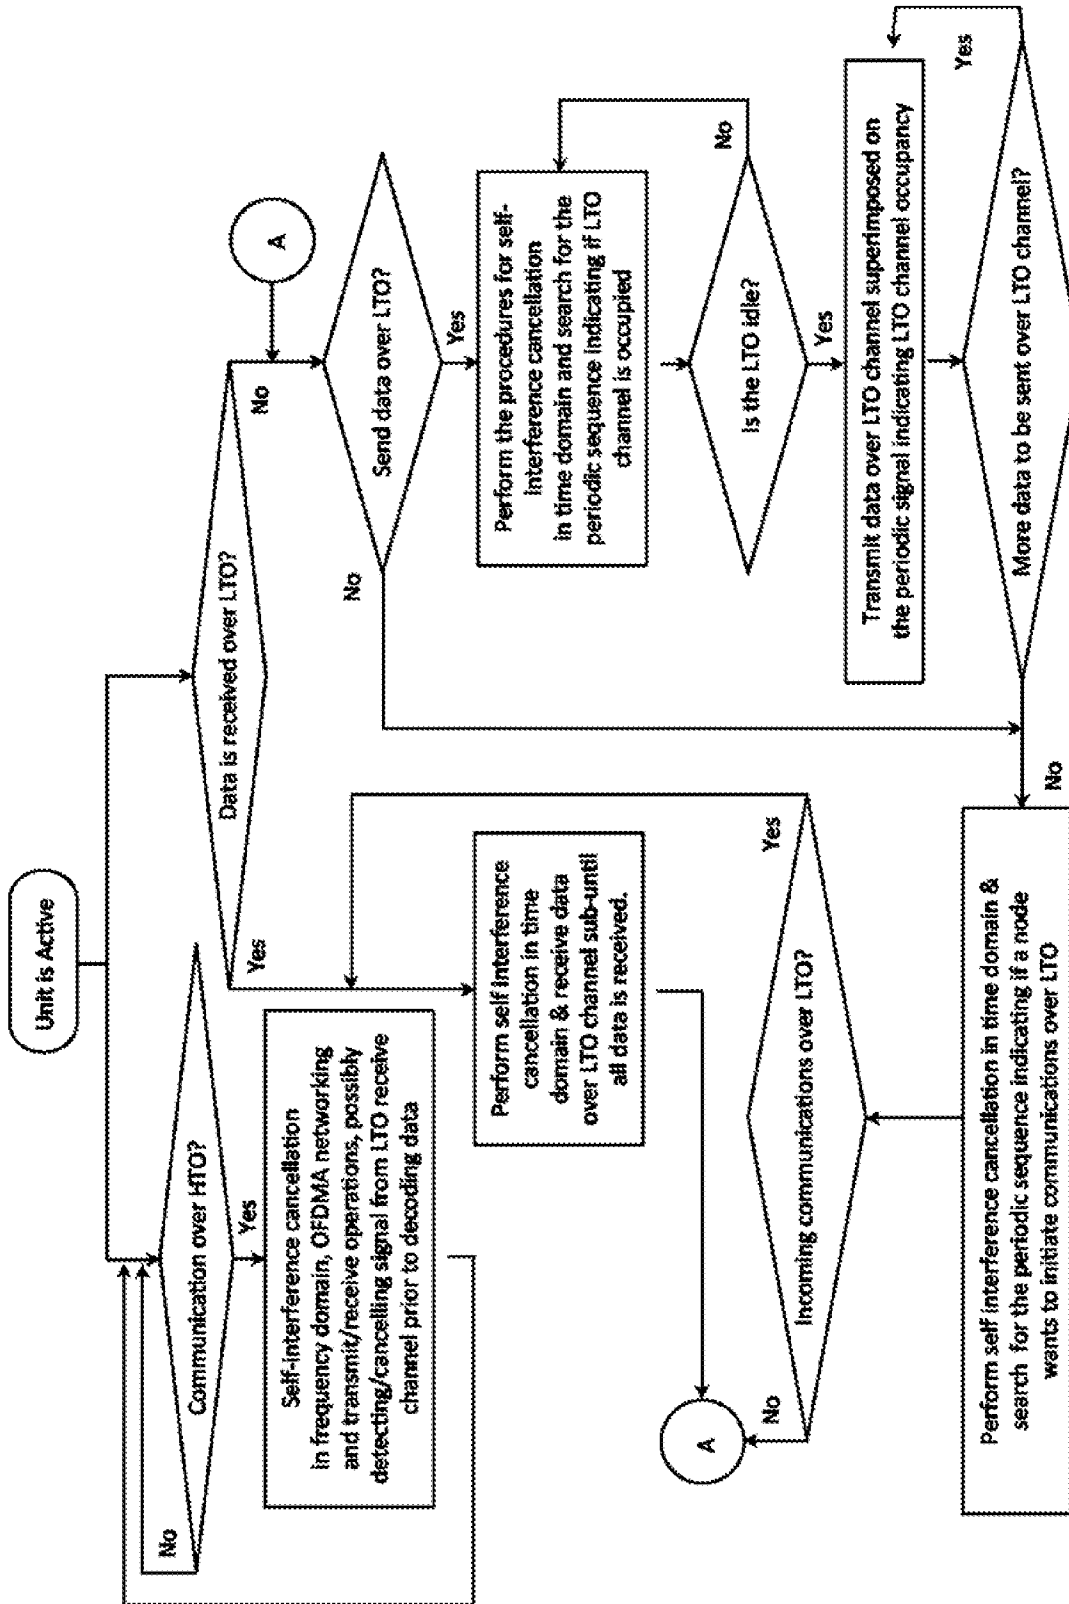 Unit is Active
Communication over HTO?
No
Yes
Self-interference cancellation
in frequency domain, OFDMA networking
and transmit/receive operations, possibly
detecting/cancelling signal from LTO receive
channel prior to decoding data
Data is received over LTO?
Yes
No
A
Perform self interference
cancellation in time
domain & receive data
over LTO channel sub-until
all data is received.
Send data over LTO?
No
Yes
Perform the procedures for self-
interference cancellation
in time domain and search for the
periodic sequence indicating if LTO
channel is occupied
Is the LTO idle?
No
Yes
Transmit data over LTO channel superimposed on
the periodic signal indicating LTO channel occupancy
More data to be sent over LTO channel?
Yes
No
A
No
Incoming communications over LTO?
Yes
Perform self interference cancellation in time domain &
search for the periodic sequence indicating if a node
wants to initiate communications over LTO